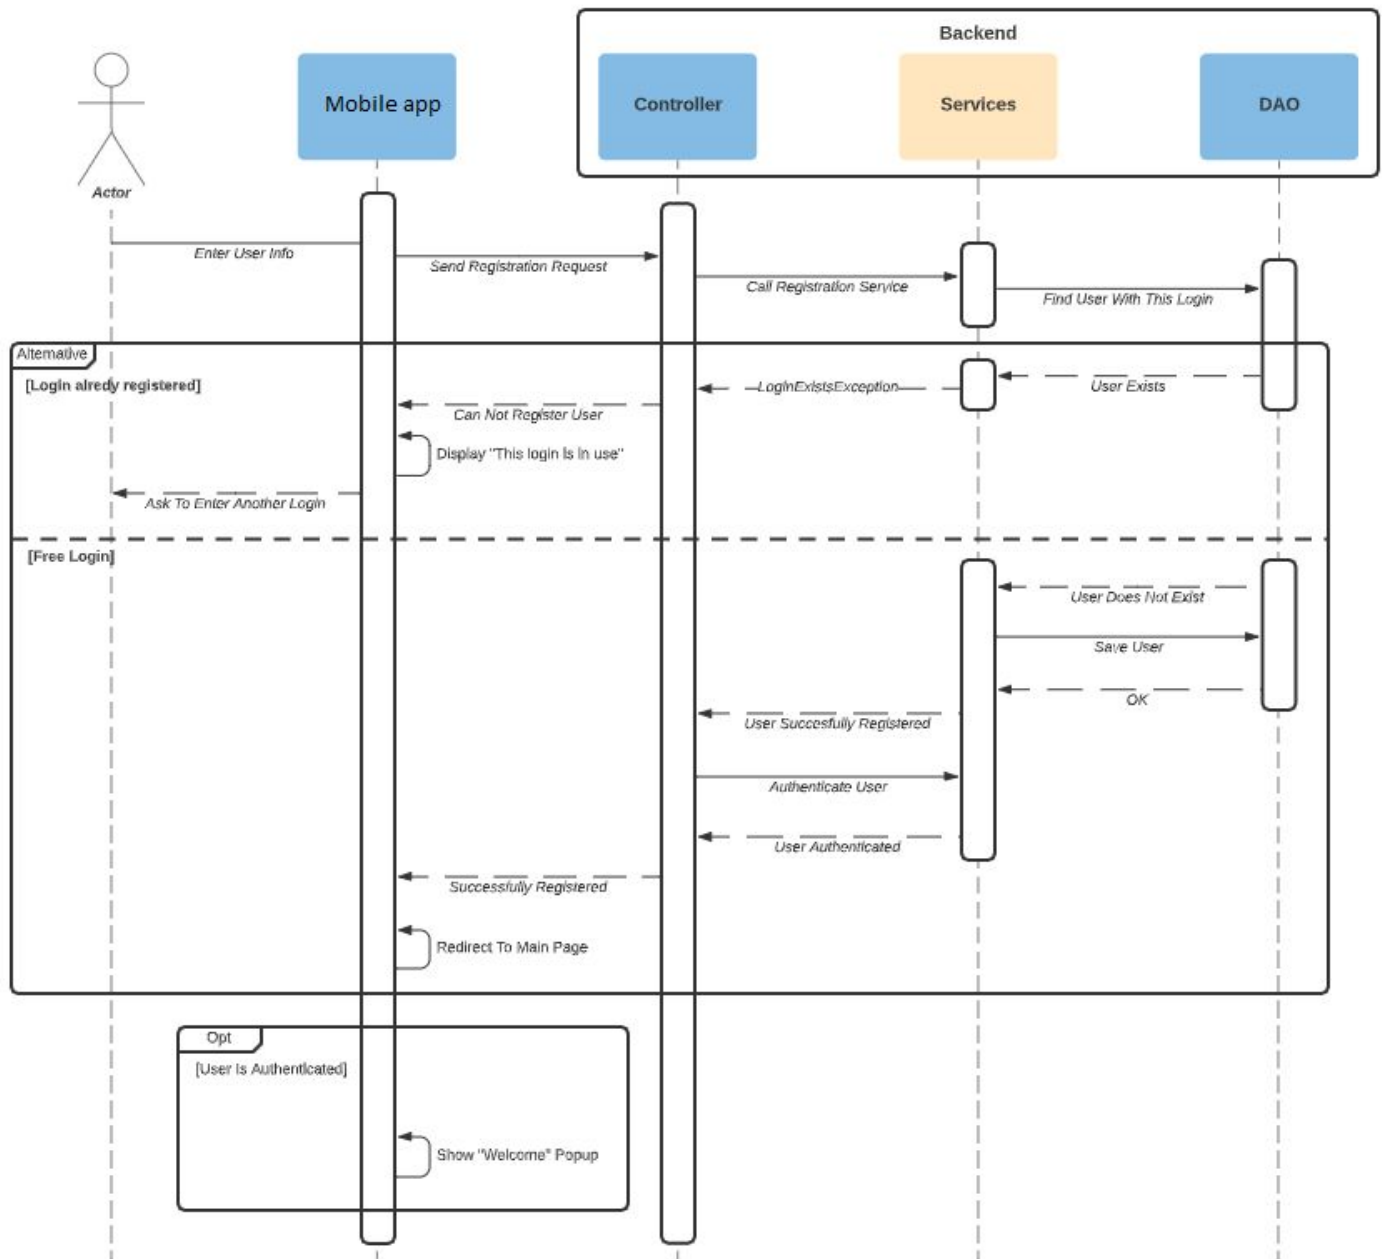 Backend
Mobile app
Controller
Services
DAO
Actor
Enter User Info
Send Registration Request
Call Registration Service
Find User With This Login
Alternative
[Login alredy registered]
User Exists
LoginExistsException
Can Not Register User
Display "This login is in use"
Ask To Enter Another Login
[Free Login]
User Does Not Exist
Save User
OK
User Succesfully Registered
Authenticate User
User Authenticated
Successfully Registered
Redirect To Main Page
Opt
[User Is Authenticated]
Show "Welcome" Popup